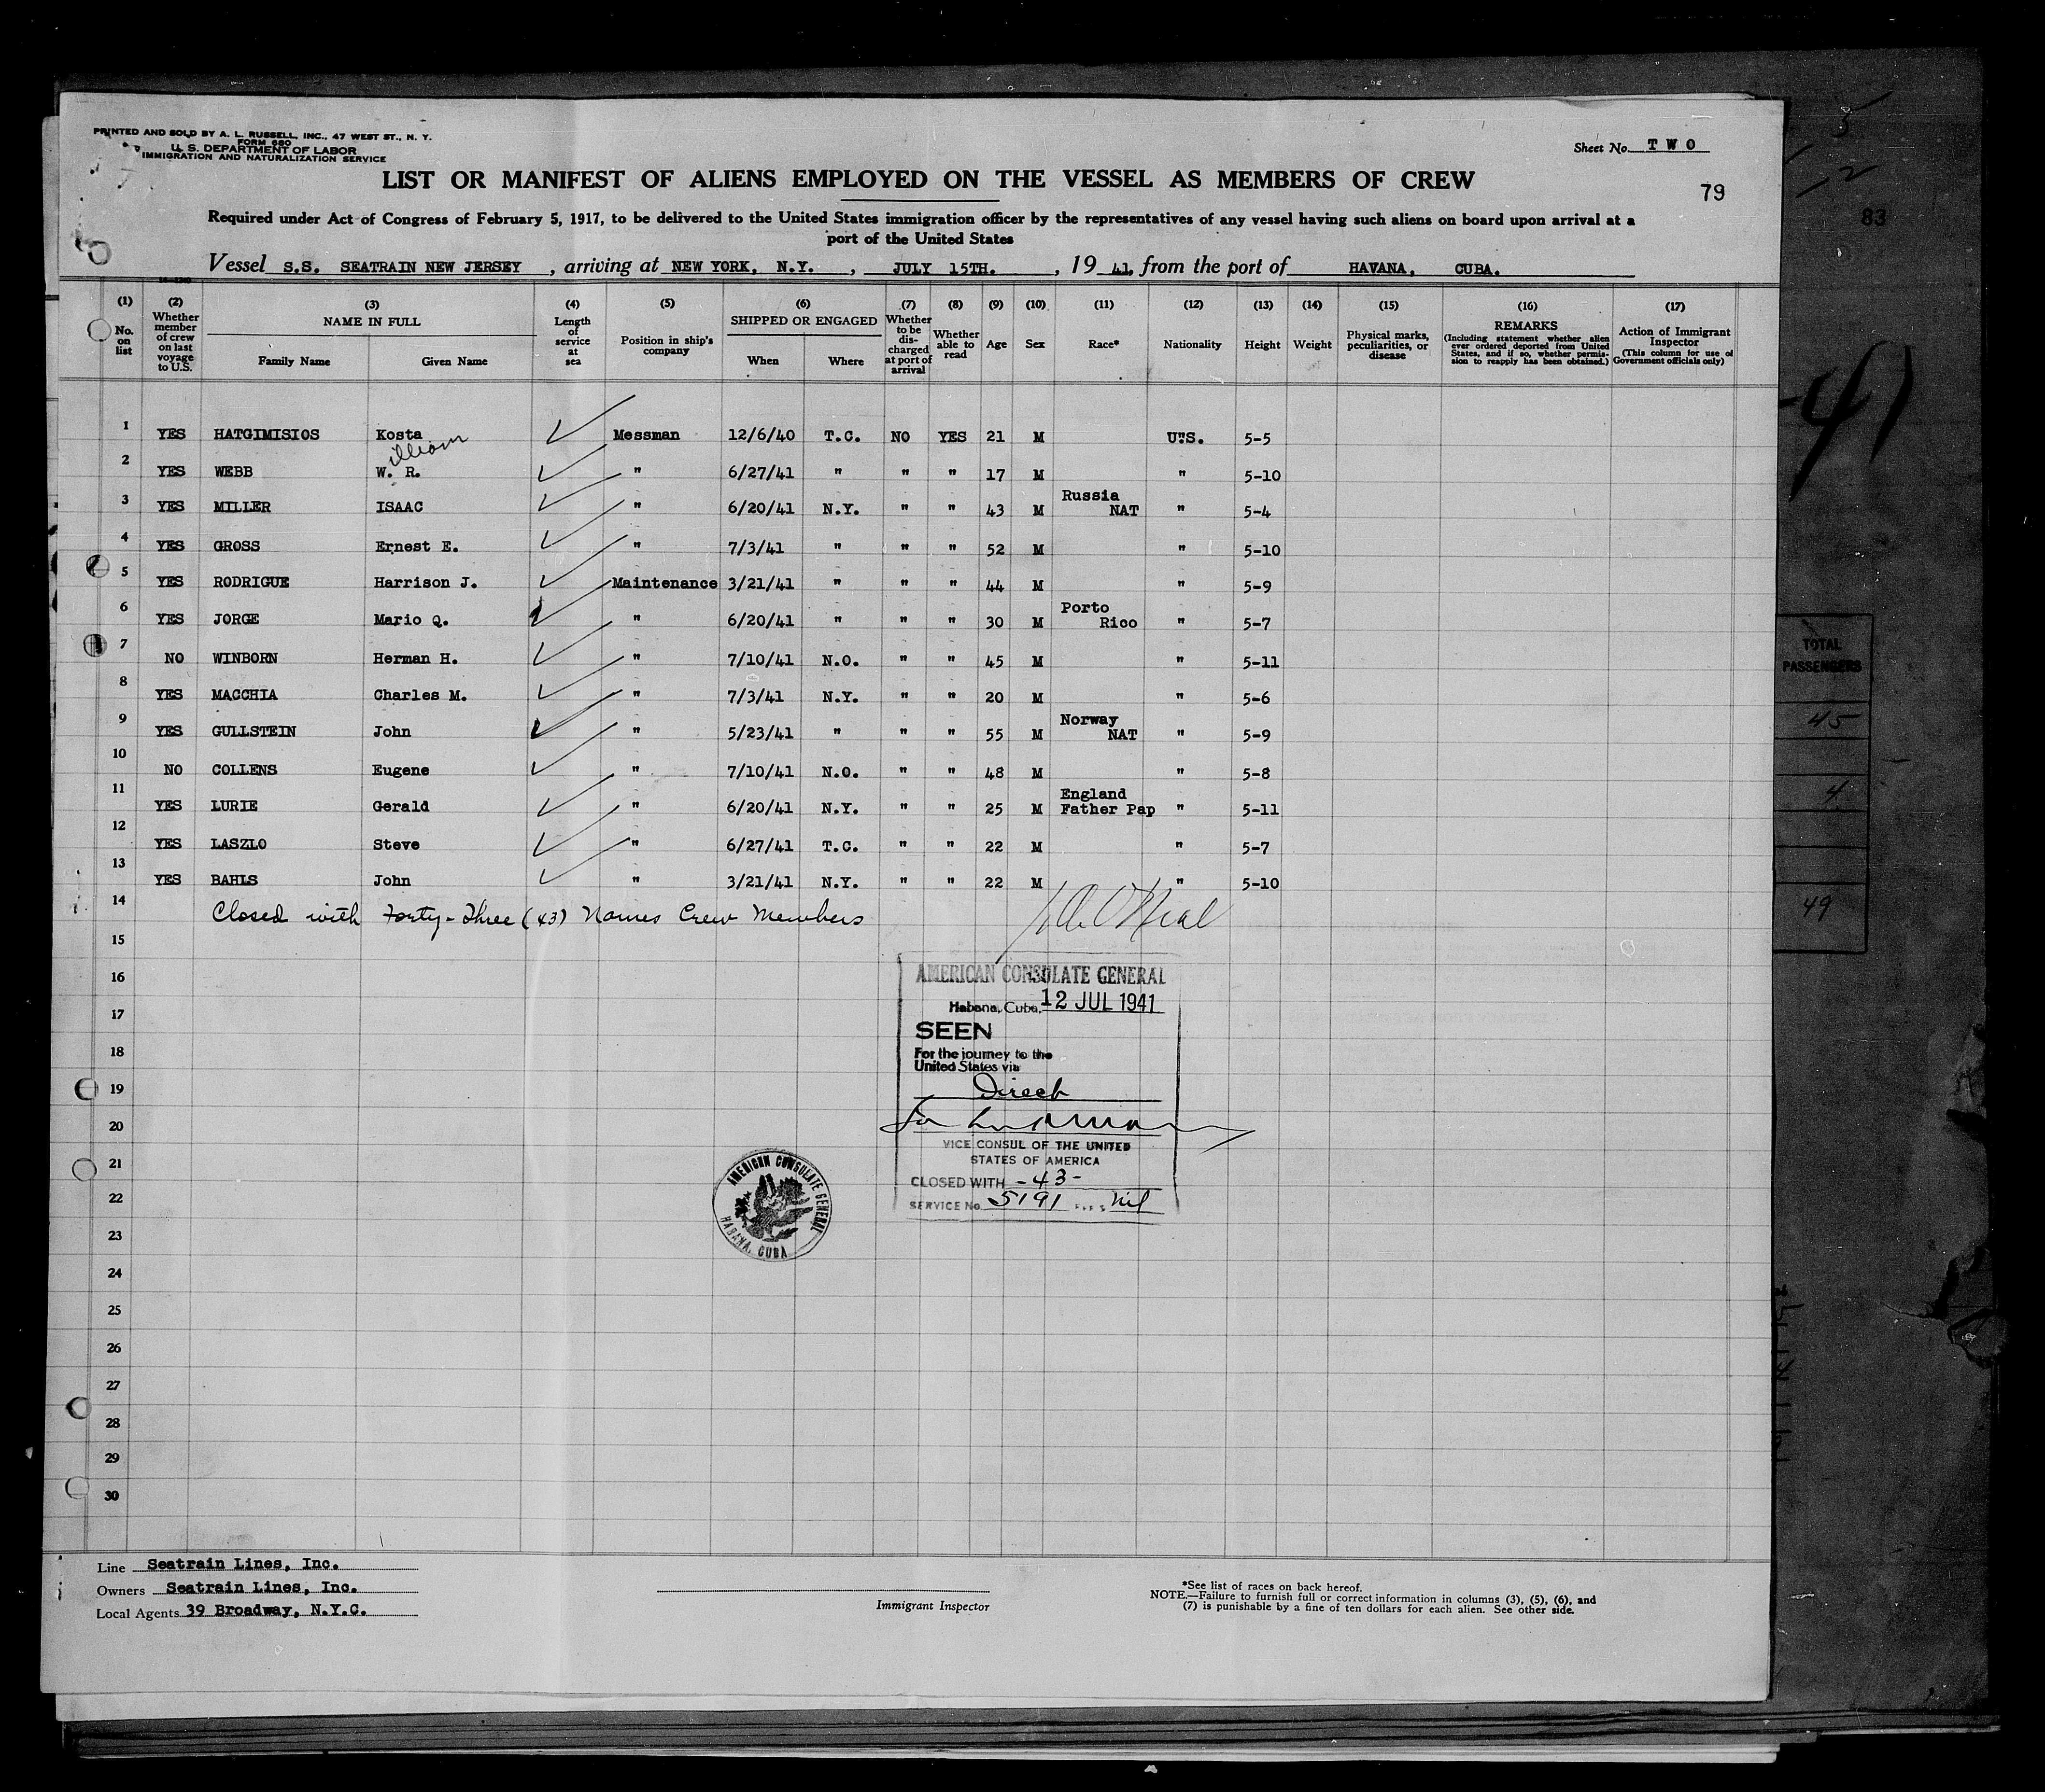 PRINTED AND SOLD BY A. L. RUSSELL, INC., 47 WEST ST., N. Y.
FORM 680
U. S. DEPARTMENT OF LABOR
IMMIGRATION AND NATURALIZATION SERVICE
Sheet No. TWO
LIST OR MANIFEST OF ALIENS EMPLOYED ON THE VESSEL AS MEMBERS OF CREW
79
83
Required under Act of Congress of February 5, 1917, to be delivered to the United States immigration officer by the representatives of any vessel having such aliens on board upon arrival at a
port of the United States
Vessel S.S. SEATRAIN NEW JERSEY, arriving at NEW YORK, N.Y., JULY 15TH., 19 41, from the port of HAVANA, CUBA.
(1) No. on list
(2) Whether member of crew on last voyage to U.S.
(3) NAME IN FULL Family Name Given Name
(4) Length of service at sea
(5) Position in ship's company
(6) SHIPPED OR ENGAGED When Where
(7) Whether to be discharged at port of arrival
(8) Whether able to read
(9) Age
(10) Sex
(11) Race*
(12) Nationality
(13) Height
(14) Weight
(15) Physical marks, peculiarities, or disease
(16) REMARKS (Including statement whether alien ever ordered deported from United States, and if so, whether permission to reapply has been obtained.)
(17) Action of Immigrant Inspector (This column for use of Government officials only)
1 YES HATGIMISIOS Kosta Messman 12/6/40 T.C. NO YES 21 M U.S. 5-5
illiam
2 YES WEBB W. R. " 6/27/41 " " " 17 M " 5-10
3 YES MILLER ISAAC " 6/20/41 N.Y. " " 43 M Russia NAT " 5-4
4 YES GROSS Ernest E. " 7/3/41 " " " 52 M " 5-10
5 YES RODRIGUE Harrison J. Maintenance 3/21/41 " " " 44 M " 5-9
6 YES JORGE Mario Q. " 6/20/41 " " " 30 M Porto Rico " 5-7
7 NO WINBORN Herman H. " 7/10/41 N.O. " " 45 M " 5-11
8 YES MACCHIA Charles M. " 7/3/41 N.Y. " " 20 M " 5-6
9 YES GULLSTEIN John " 5/23/41 " " " 55 M Norway NAT " 5-9
10 NO COLLENS Eugene " 7/10/41 N.O. " " 48 M " 5-8
11 YES LURIE Gerald " 6/20/41 N.Y. " " 25 M England Father Pap " 5-11
12 YES LASZLO Steve " 6/27/41 T.C. " " 22 M " 5-7
13 YES BAHLS John " 3/21/41 N.Y. " " 22 M " 5-10
14 Closed with Forty-Three (43) Names Crew Members
15
16
17
18
19
20
21
22
23
24
25
26
27
28
29
30
AMERICAN CONSULATE GENERAL
Habana, Cuba, 12 JUL 1941
SEEN
For the journey to the
United States via
Direct
VICE CONSUL OF THE UNITED
STATES OF AMERICA
CLOSED WITH -43-
SERVICE No. 5191 nil
AMERICAN CONSULATE GENERAL
HABANA, CUBA
TOTAL
PASSENGERS
45
4
49
Line Seatrain Lines, Inc.
Owners Seatrain Lines, Inc.
Local Agents 39 Broadway, N.Y.C.
Immigrant Inspector
*See list of races on back hereof.
NOTE.—Failure to furnish full or correct information in columns (3), (5), (6), and
(7) is punishable by a fine of ten dollars for each alien. See other side.